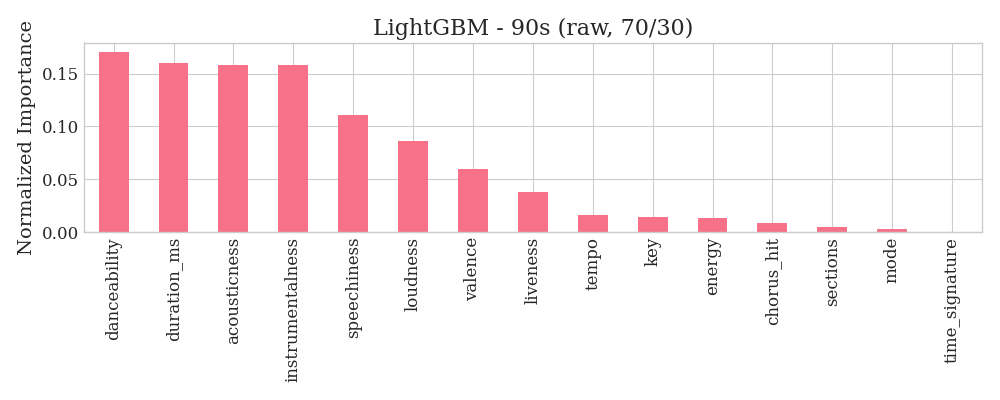 LightGBM - 90s (raw, 70/30)
Normalized Importance
0.15
0.10
0.05
0.00
danceability
duration_ms
acousticness
instrumentalness
speechiness
loudness
valence
liveness
tempo
key
energy
chorus_hit
sections
mode
time_signature